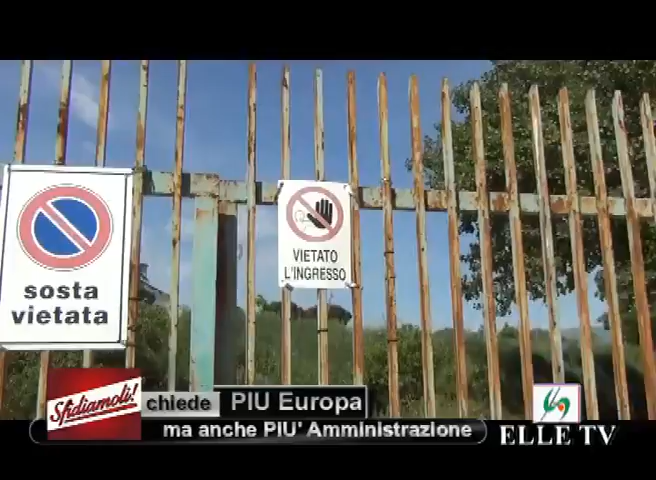 sosta
vietata
VIETATO
L'INGRESSO
Sfidiamoli!
chiede
PIU Europa
ma anche PIU' Amministrazione
ELLE TV